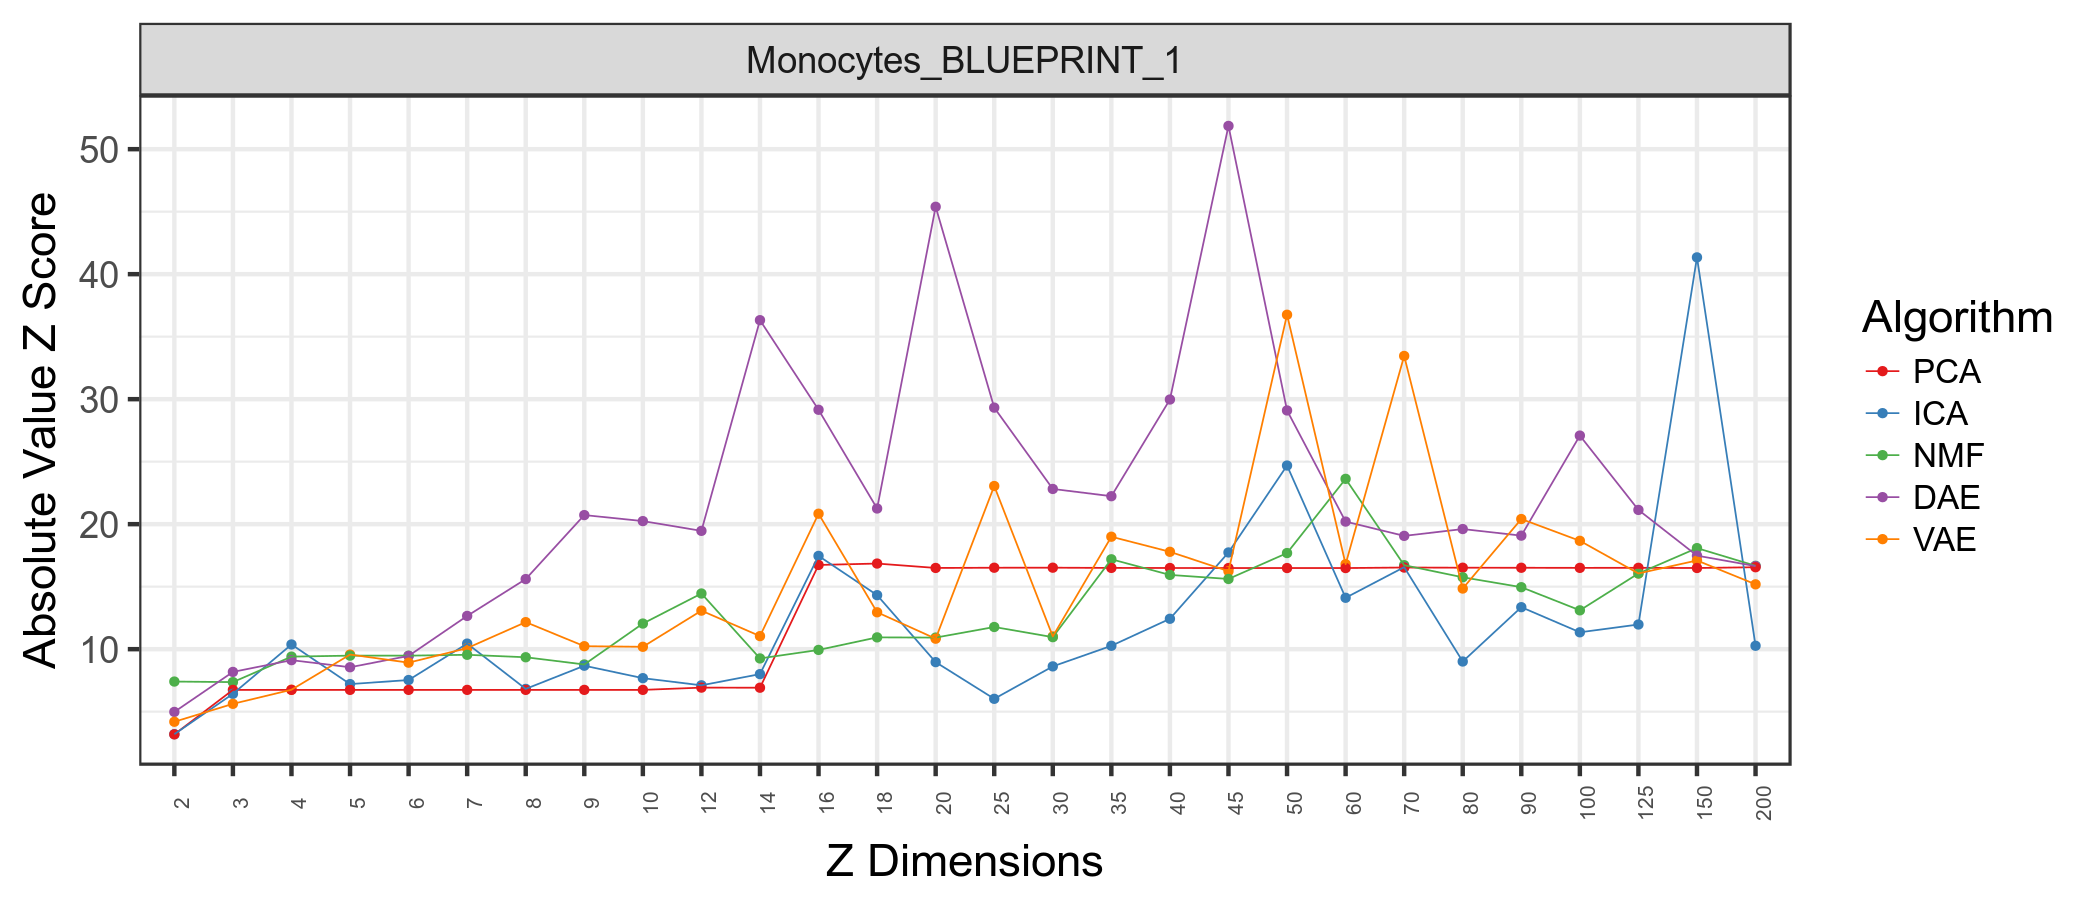 Monocytes_BLUEPRINT_1
Absolute Value Z Score
50
40
30
20
10
2 3 4 5 6 7 8 9 10 12 14 16 18 20 25 30 35 40 45 50 60 70 80 90 100 125 150 200
Z Dimensions
Algorithm
PCA
ICA
NMF
DAE
VAE